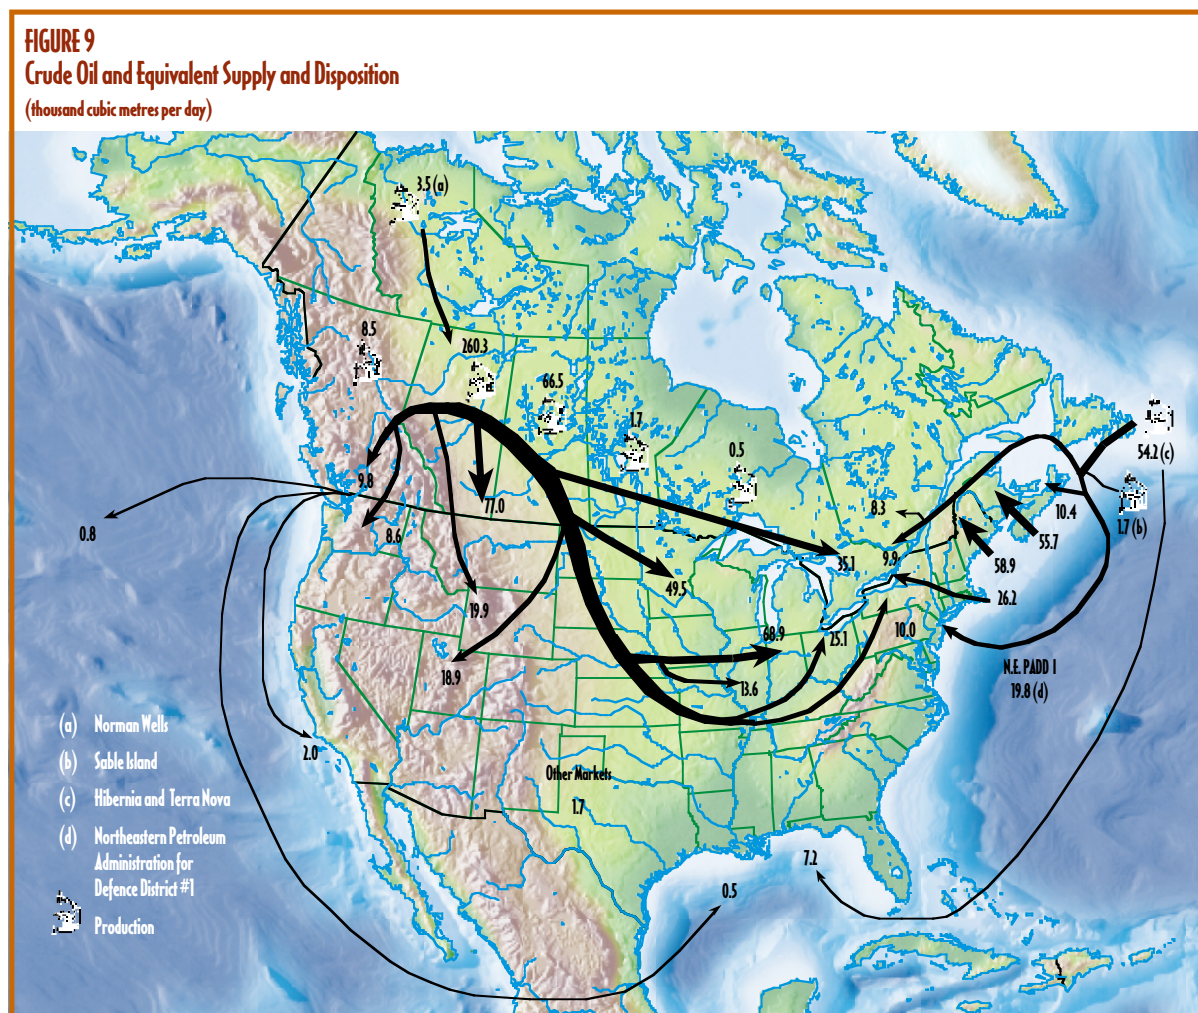 FIGURE 9
Crude Oil and Equivalent Supply and Disposition
(thousand cubic metres per day)
3.5 (a)
8.5
260.3
66.5
1.7
0.5
54.2 (c)
1.7 (b)
10.4
9.8
77.0
8.3
0.8
8.6
35.1
9.9
55.7
58.9
49.5
26.2
19.9
68.9
25.1
10.0
18.9
13.6
N.E. PADD 1
19.8 (d)
(a) Norman Wells
2.0
(b) Sable Island
Other Markets
1.7
(c) Hibernia and Terra Nova
(d) Northeastern Petroleum
Administration for
Defence District #1
7.2
0.5
Production